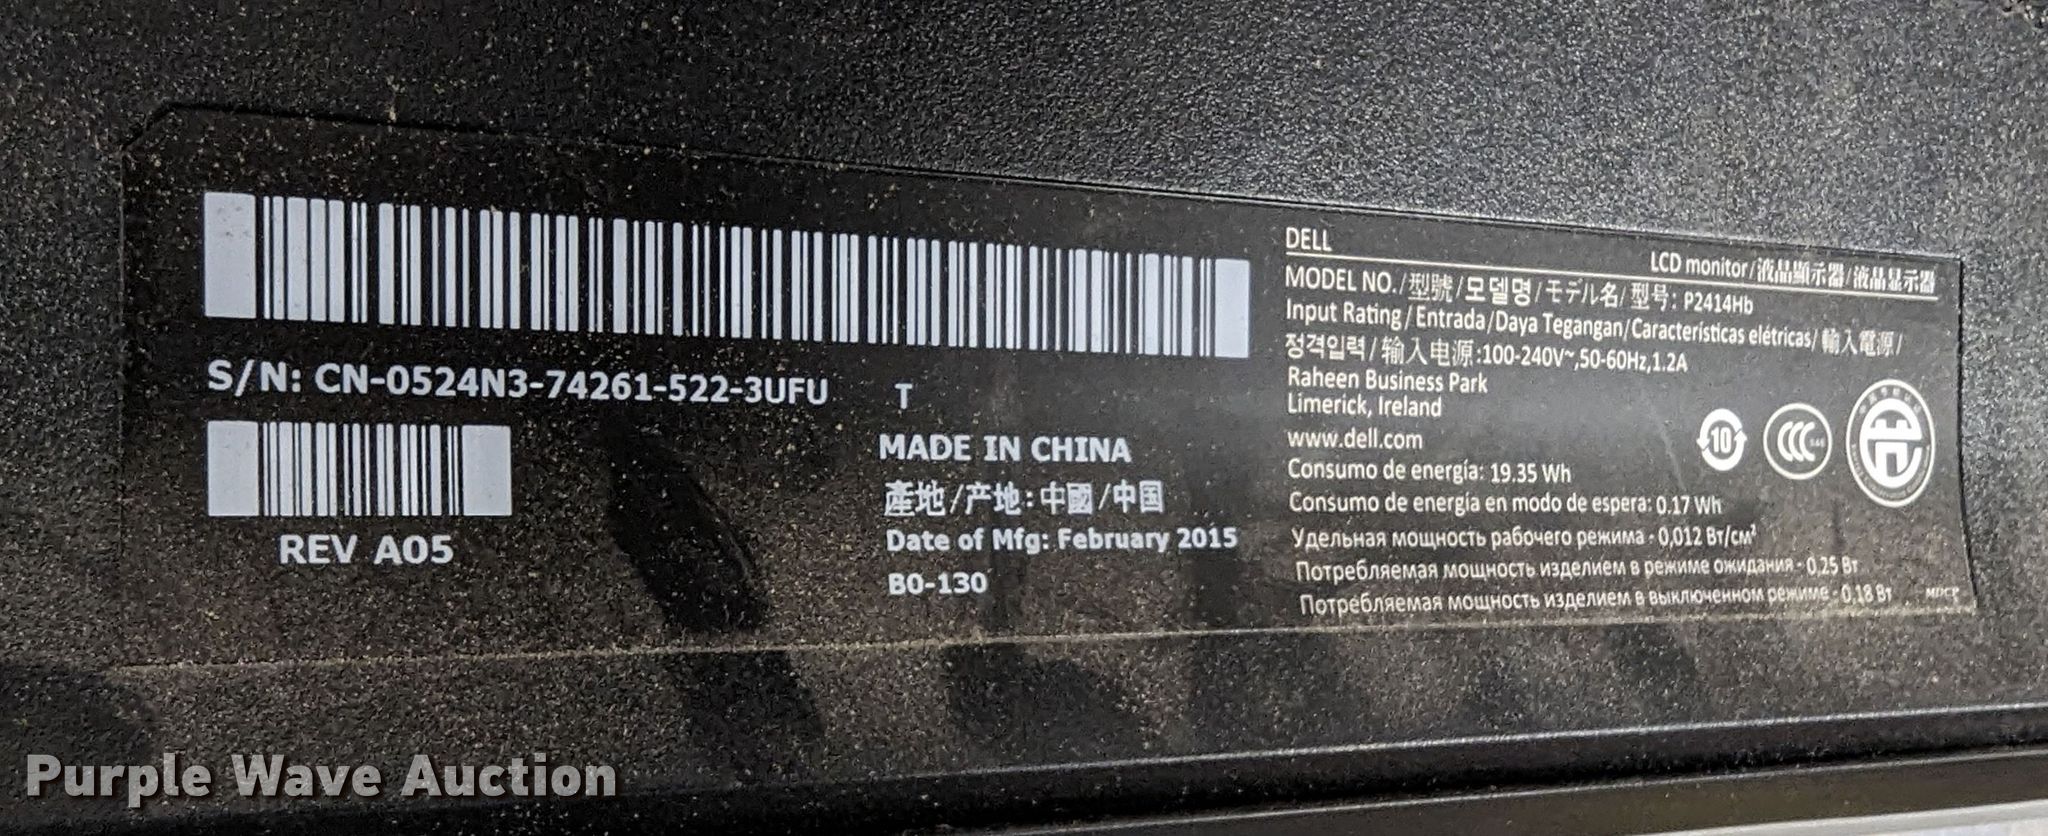 S/N: CN-0524N3-74261-522-3UFU
T
REV A05
MADE IN CHINA
產地/产地:中國/中国
Date of Mfg: February 2015
B0-130
DELL
LCD monitor/液晶顯示器/液晶显示器
MODEL NO./型號/모델명/モデル名/型号: P2414Hb
Input Rating/Entrada/Daya Tegangan/Características elétricas/輸入電源/
정격입력/输入电源:100-240V~,50-60Hz,1.2A
Raheen Business Park
Limerick, Ireland
www.dell.com
Consumo de energía: 19.35 Wh
Consumo de energía en modo de espera: 0.17 Wh
Удельная мощность рабочего режима - 0,012 Вт/см²
Потребляемая мощность изделием в режиме ожидания - 0,25 Вт
Потребляемая мощность изделием в выключенном режиме - 0,18 Вт
10
CCC
Purple Wave Auction